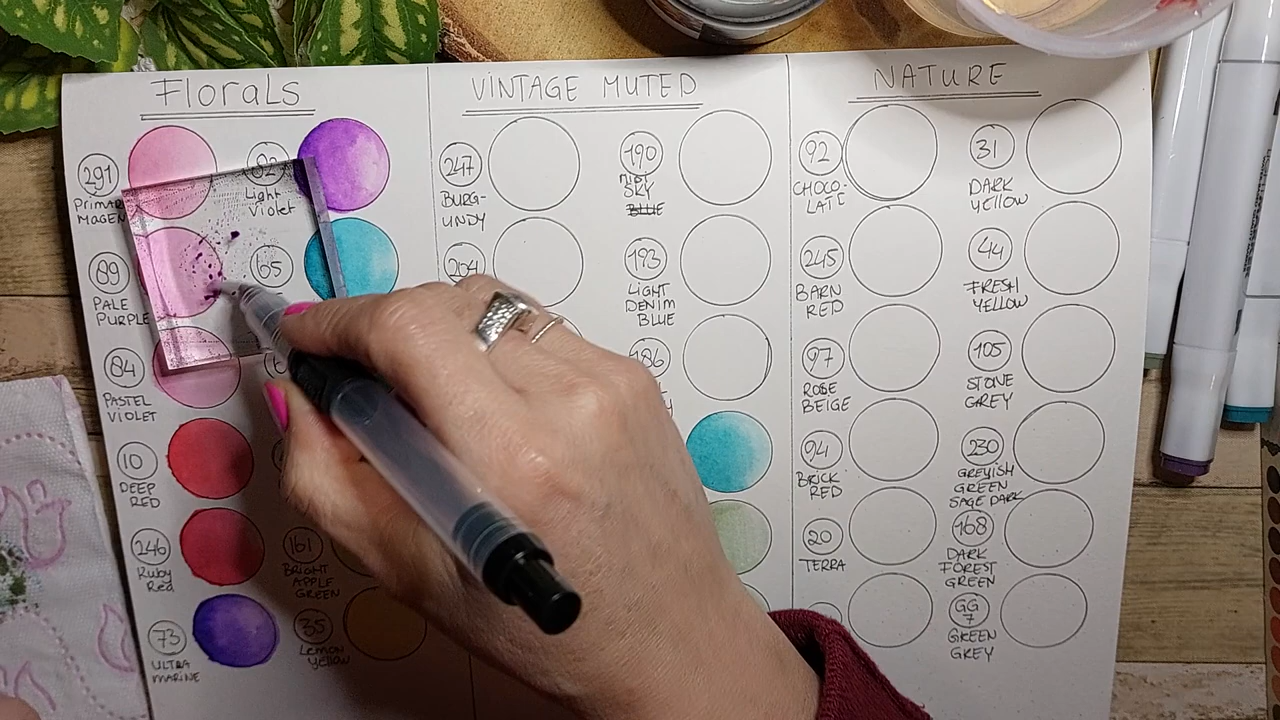 Florals
VINTAGE MUTED
NATURE
291
82
Light
Violet
89
PALE
PURPLE
65
84
PASTEL
VIOLET
10
DEEP
RED
246
Ruby
Red
161
BRIGHT
APPLE
GREEN
73
ULTRA
MARINE
35
Lemon
Yellow
247
BURG-
UNDY
190
SKY
BLUE
204
193
LIGHT
DENIM
BLUE
186
92
CHOCO-
LATE
31
DARK
YELLOW
245
BARN
RED
44
FRESH
YELLOW
97
ROSE
BEIGE
105
STONE
GREY
94
BRICK
RED
230
GREYISH
GREEN
SAGE DARK
20
TERRA
168
DARK
FOREST
GREEN
GG
7
GREEN
GREY